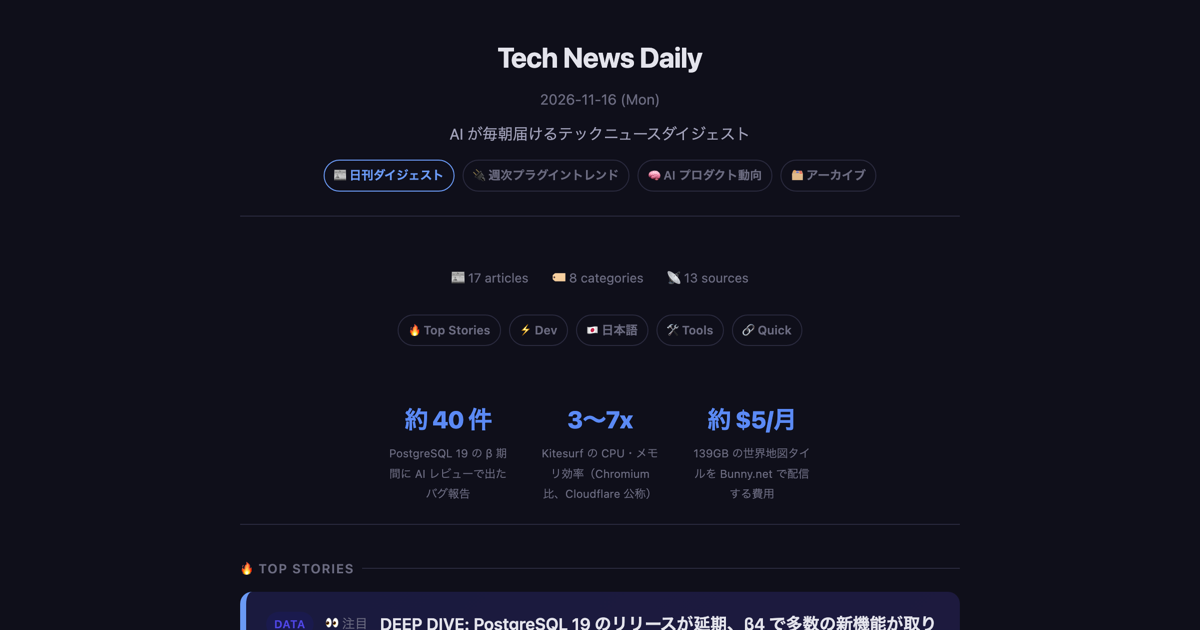 Tech News Daily
2026-11-16 (Mon)
AI が毎朝届けるテックニュースダイジェスト
📰 日刊ダイジェスト 🔌 週次プラグイントレンド 🧠 AI プロダクト動向 🗂️ アーカイブ
📰 17 articles 🏷️ 8 categories 📡 13 sources
🔥 Top Stories ⚡ Dev 🇯🇵 日本語 🛠️ Tools 🔗 Quick
約 40 件
PostgreSQL 19 の β 期
間に AI レビューで出た
バグ報告
3〜7x
Kitesurf の CPU・メモ
リ効率（Chromium
比、Cloudflare 公称）
約 $5/月
139GB の世界地図タイ
ルを Bunny.net で配信
する費用
🔥 TOP STORIES
DATA 👀 注目 DEEP DIVE: PostgreSQL 19 のリリースが延期、β4 で多数の新機能が取り